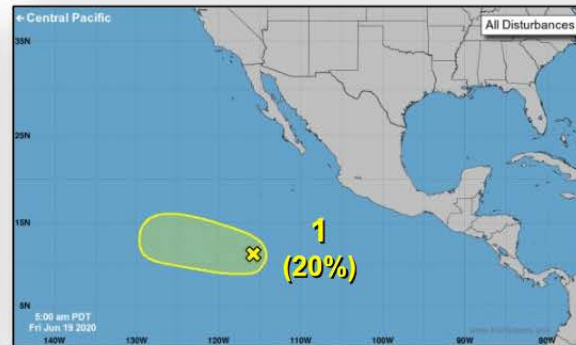 ← Central Pacific
All Disturbances
35N
25N
15N
1
(20%)
5N
5:00 am PDT
Fri Jun 19 2020
140W 130W 120W 110W 100W 90W 80W